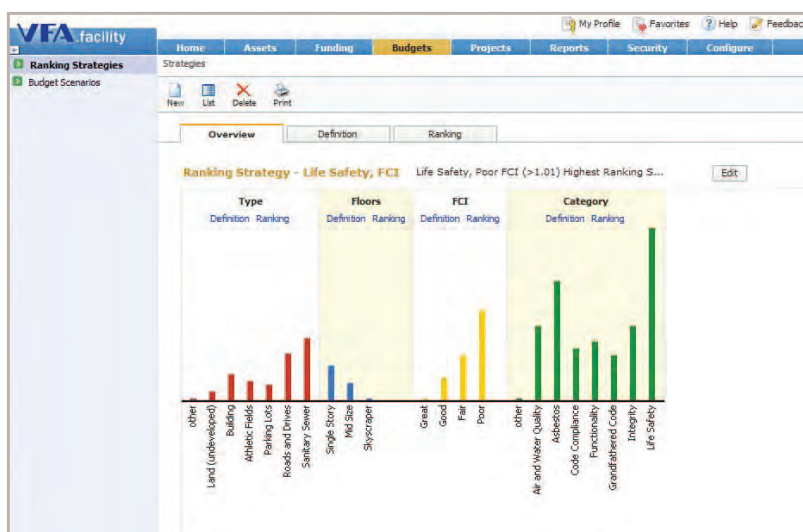 VFA.facility
My Profile Favorites Help Feedbac
Home Assets Funding Budgets Projects Reports Security Configure
Ranking Strategies
Budget Scenarios
Strategies
New List Delete Print
Overview Definition Ranking
Ranking Strategy - Life Safety, FCI Life Safety, Poor FCI (>1.01) Highest Ranking S... Edit
Type Floors FCI Category
Definition Ranking Definition Ranking Definition Ranking Definition Ranking
other
Land (undeveloped)
Building
Athletic Fields
Parking Lots
Roads and Drives
Sanitary Sewer
Single Story
Mid Size
Skyscraper
Great
Good
Fair
Poor
other
Air and Water Quality
Asbestos
Code Compliance
Functionality
Grandfathered Code
Integrity
Life Safety